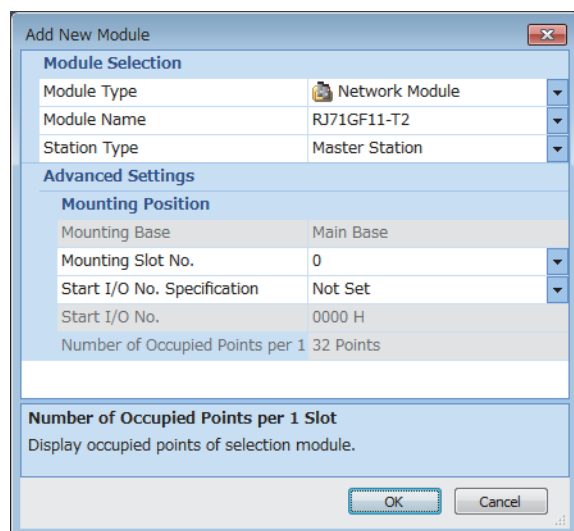 Add New Module
Module Selection
Module Type Network Module
Module Name RJ71GF11-T2
Station Type Master Station
Advanced Settings
Mounting Position
Mounting Base Main Base
Mounting Slot No. 0
Start I/O No. Specification Not Set
Start I/O No. 0000 H
Number of Occupied Points per 1 32 Points
Number of Occupied Points per 1 Slot
Display occupied points of selection module.
OK Cancel